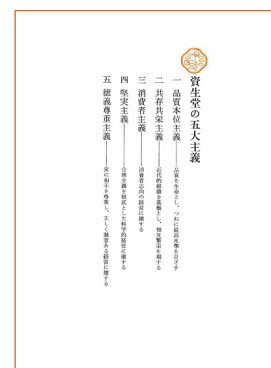 資生堂の五大主義
一 品質本位主義――品質を生命とし、つねに最高水準を目ざす
二 共存共栄主義――近代的組織を基盤とし、相互繁栄を期する
三 消費者主義――消費者志向の経営に徹する
四 堅実主義――合理主義を根底とした科学的経営に徹する
五 徳義尊重主義――常に相手を尊重し、正しく誠意ある経営に徹する